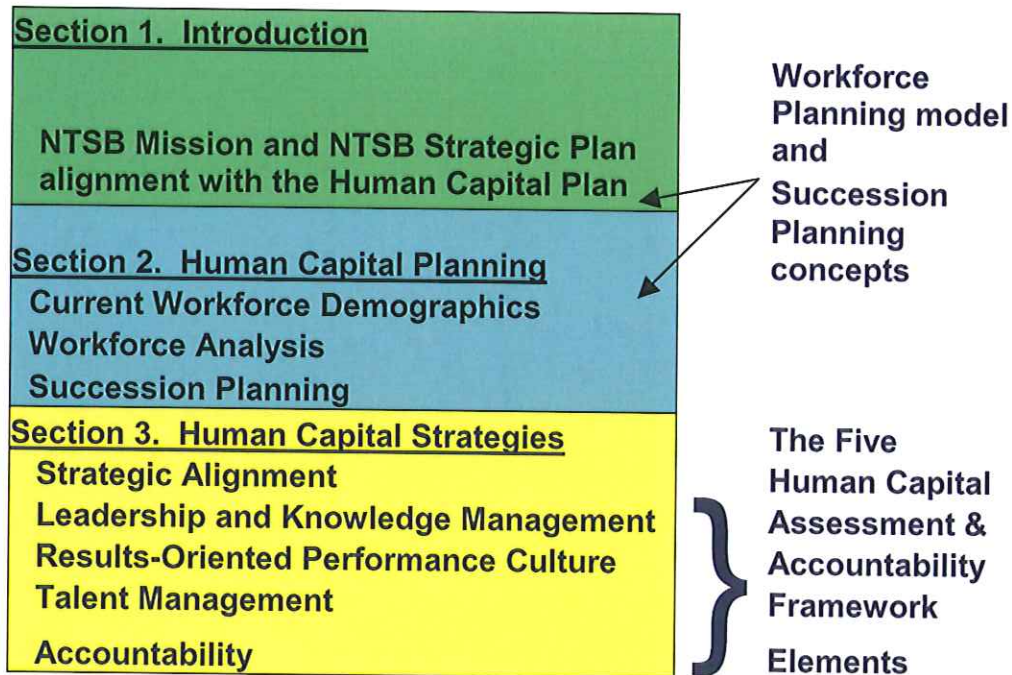 Section 1. Introduction
NTSB Mission and NTSB Strategic Plan
alignment with the Human Capital Plan
Section 2. Human Capital Planning
Current Workforce Demographics
Workforce Analysis
Succession Planning
Section 3. Human Capital Strategies
Strategic Alignment
Leadership and Knowledge Management
Results-Oriented Performance Culture
Talent Management
Accountability
Workforce
Planning model
and
Succession
Planning
concepts
The Five
Human Capital
Assessment &
Accountability
Framework
Elements